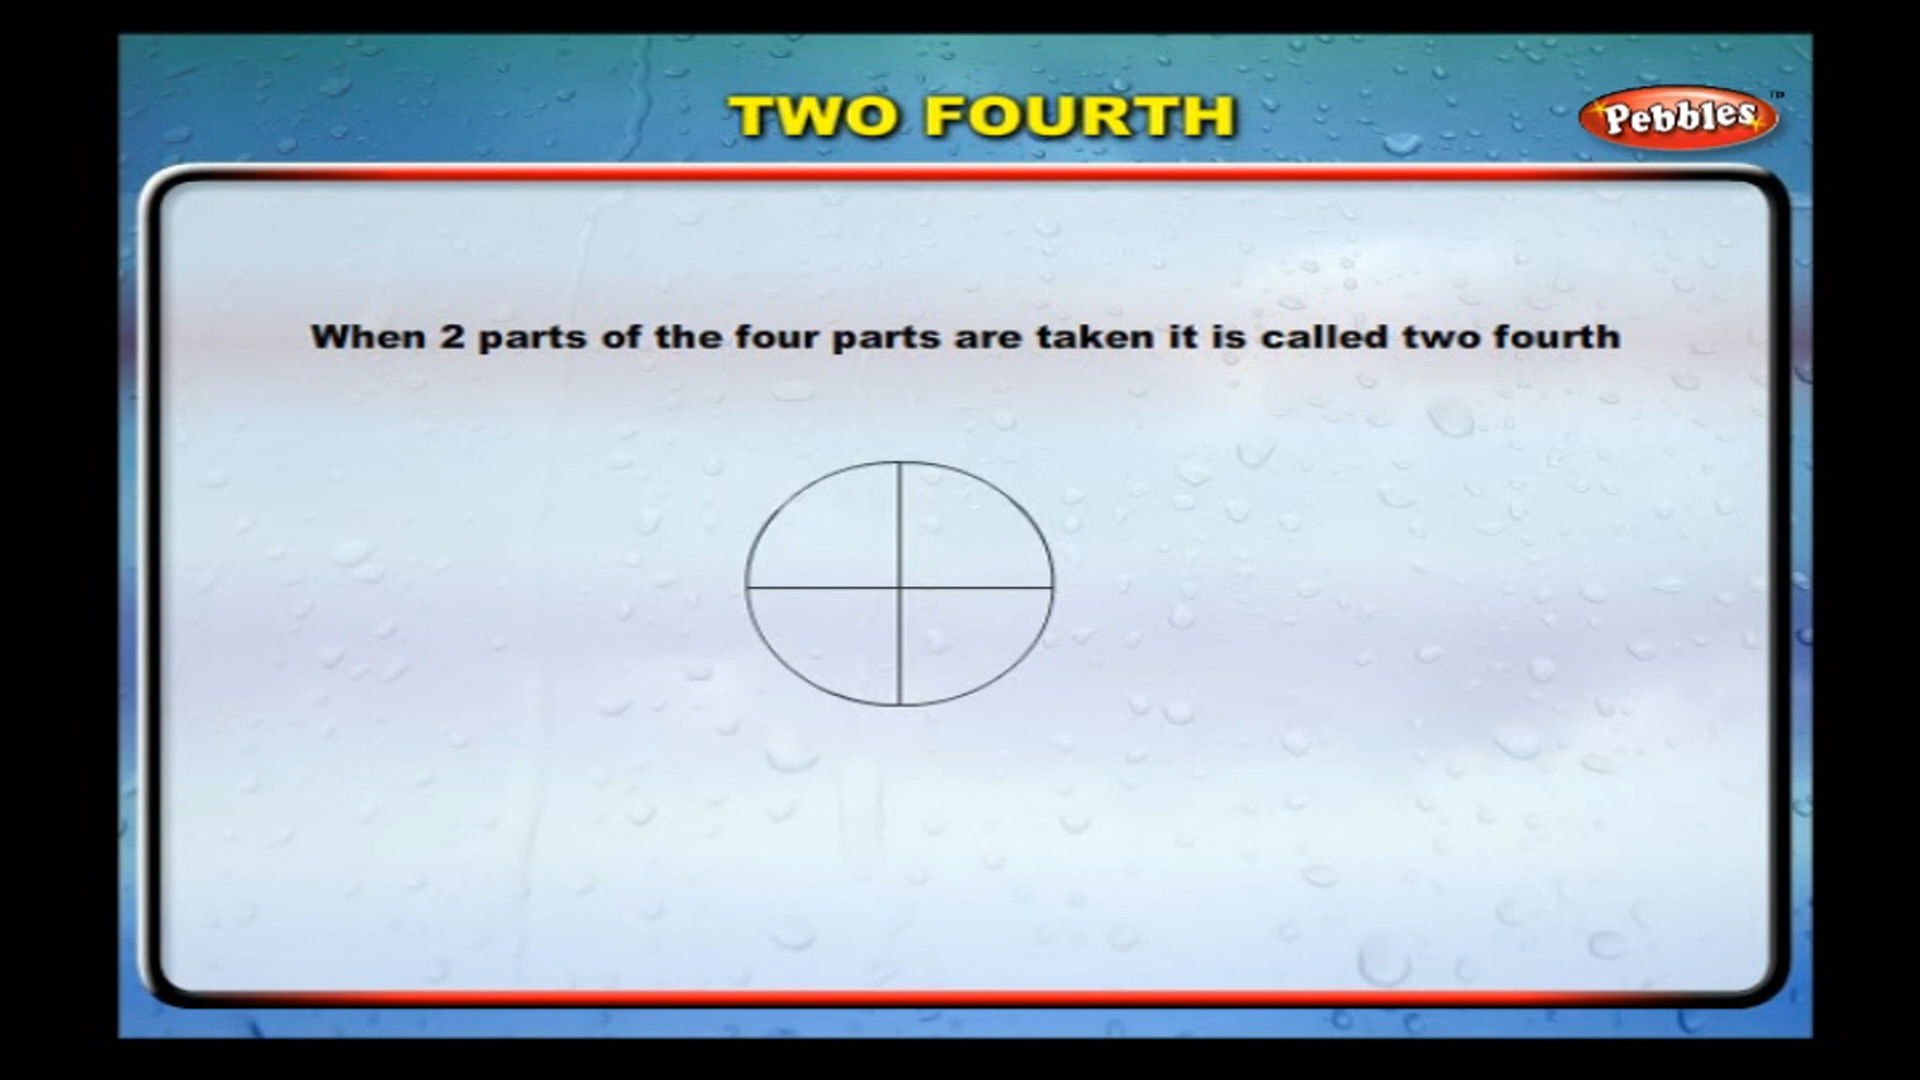 TWO FOURTH
Pebbles
When 2 parts of the four parts are taken it is called two fourth